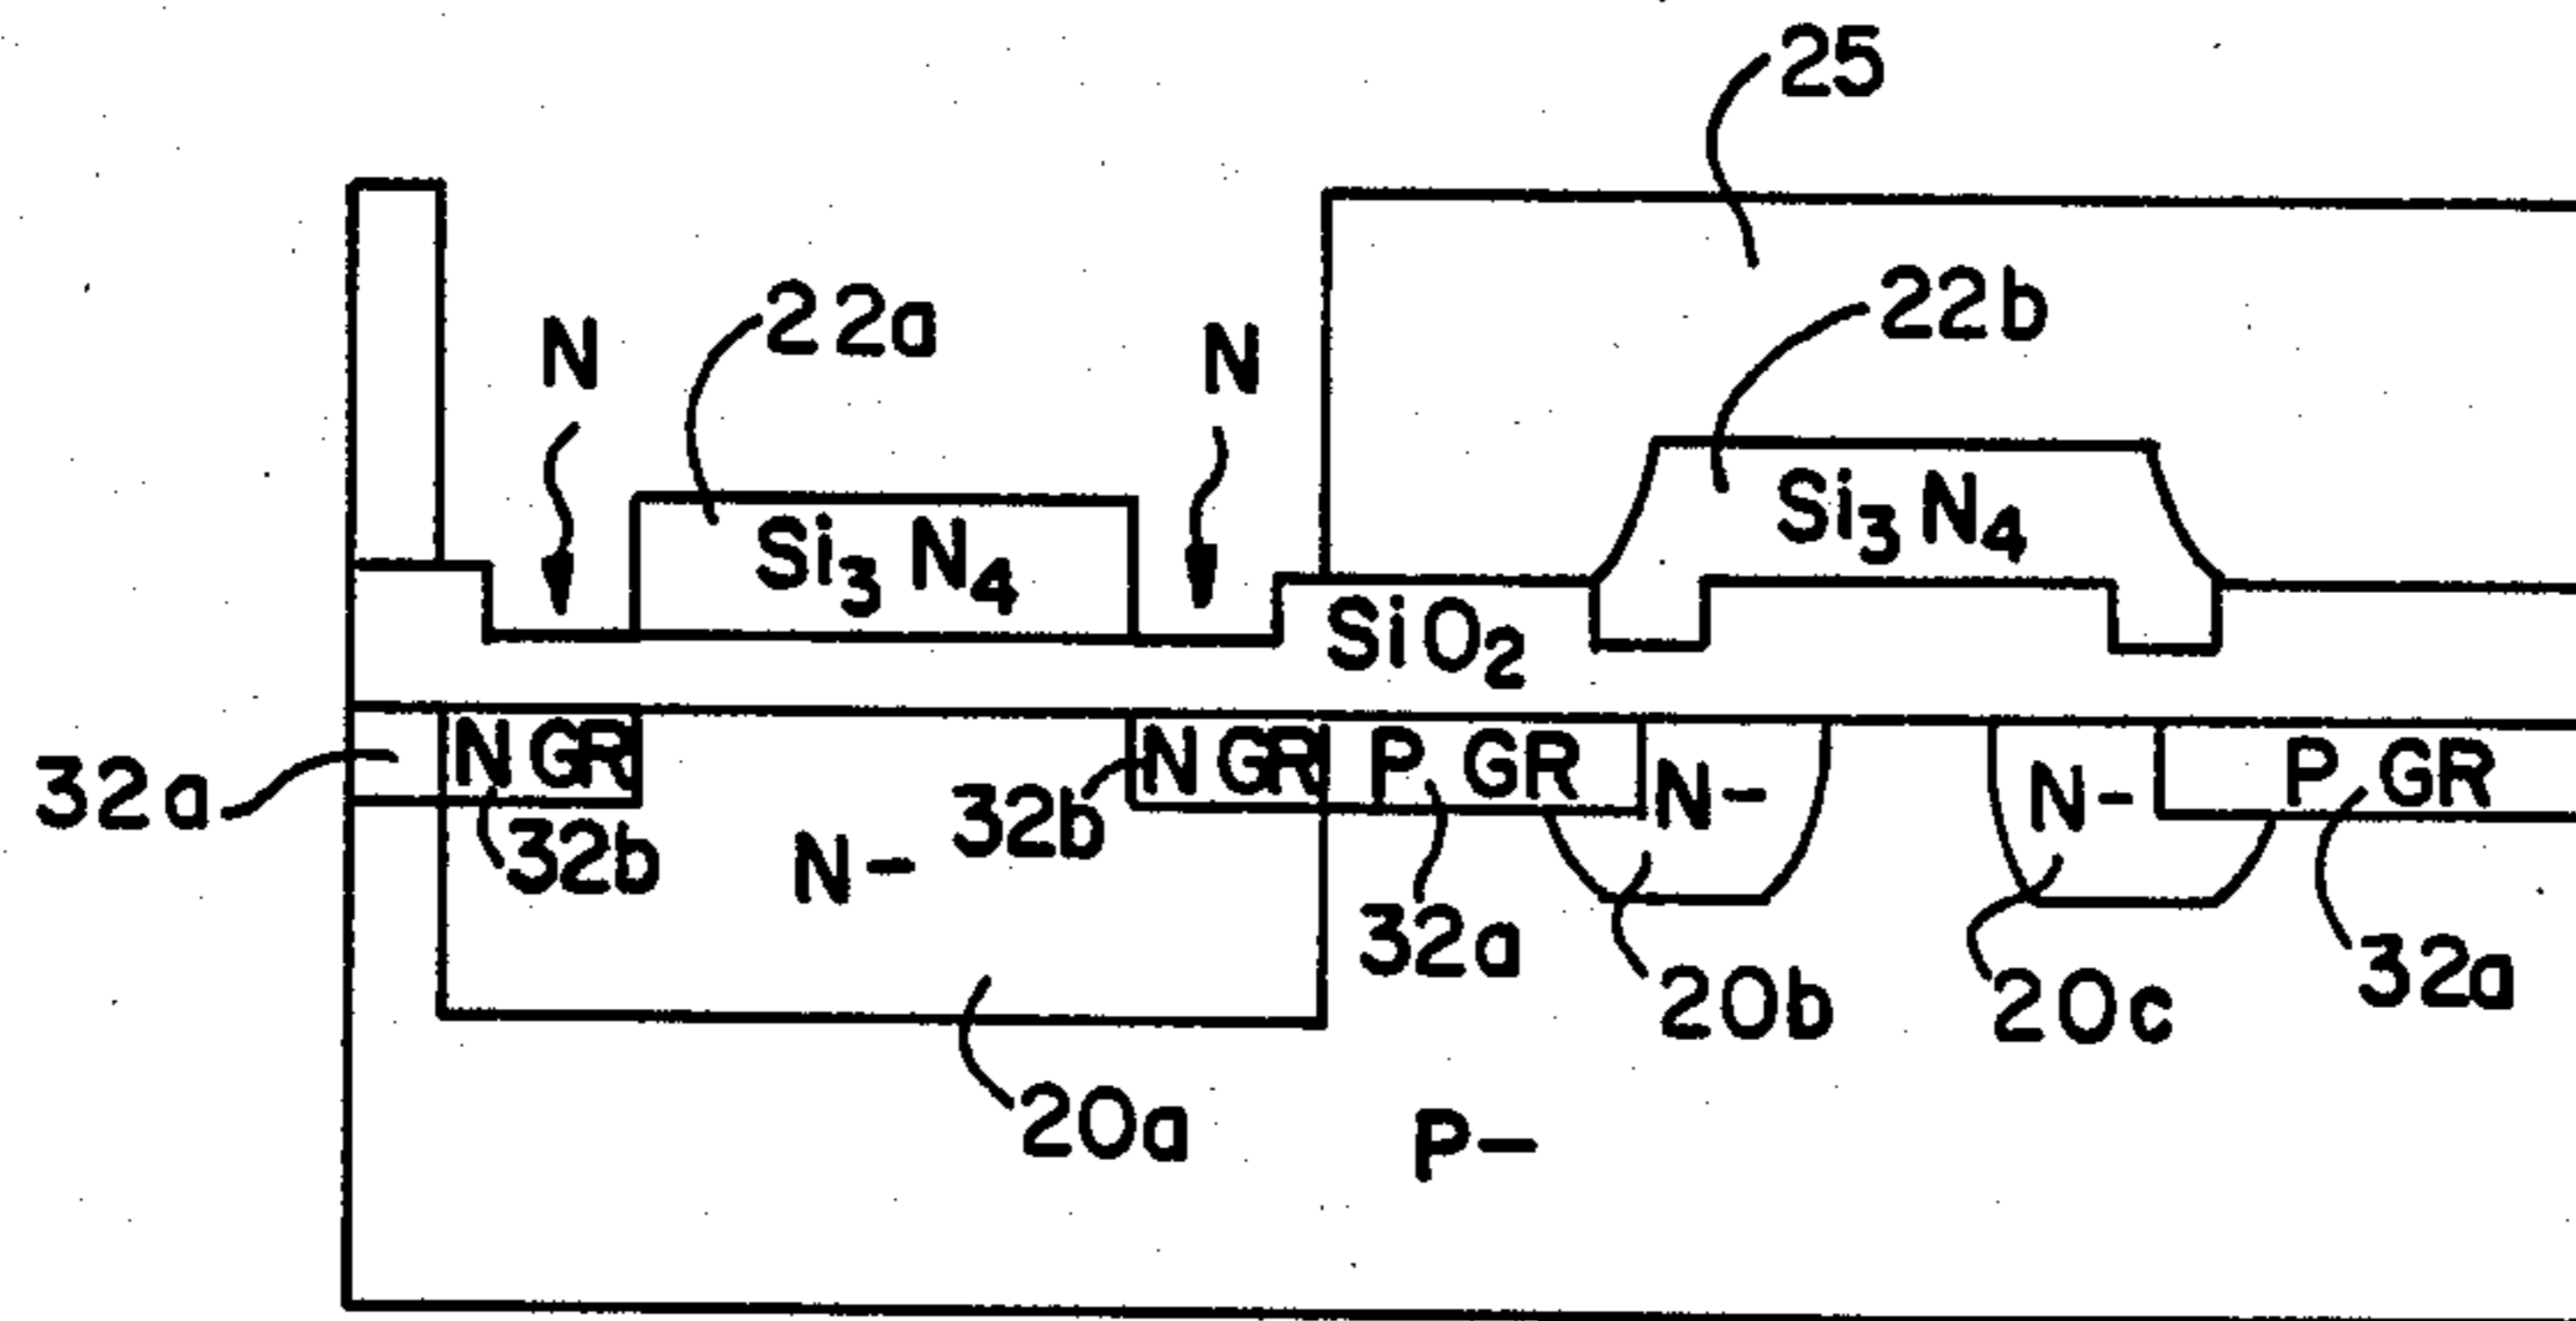 25
22a
22b
N
N
Si3 N4
Si3 N4
SiO2
32a
N GR
N GR
P GR
N-
N-
P GR
32b
32b
N-
32a
20b
20c
32a
20a
P-